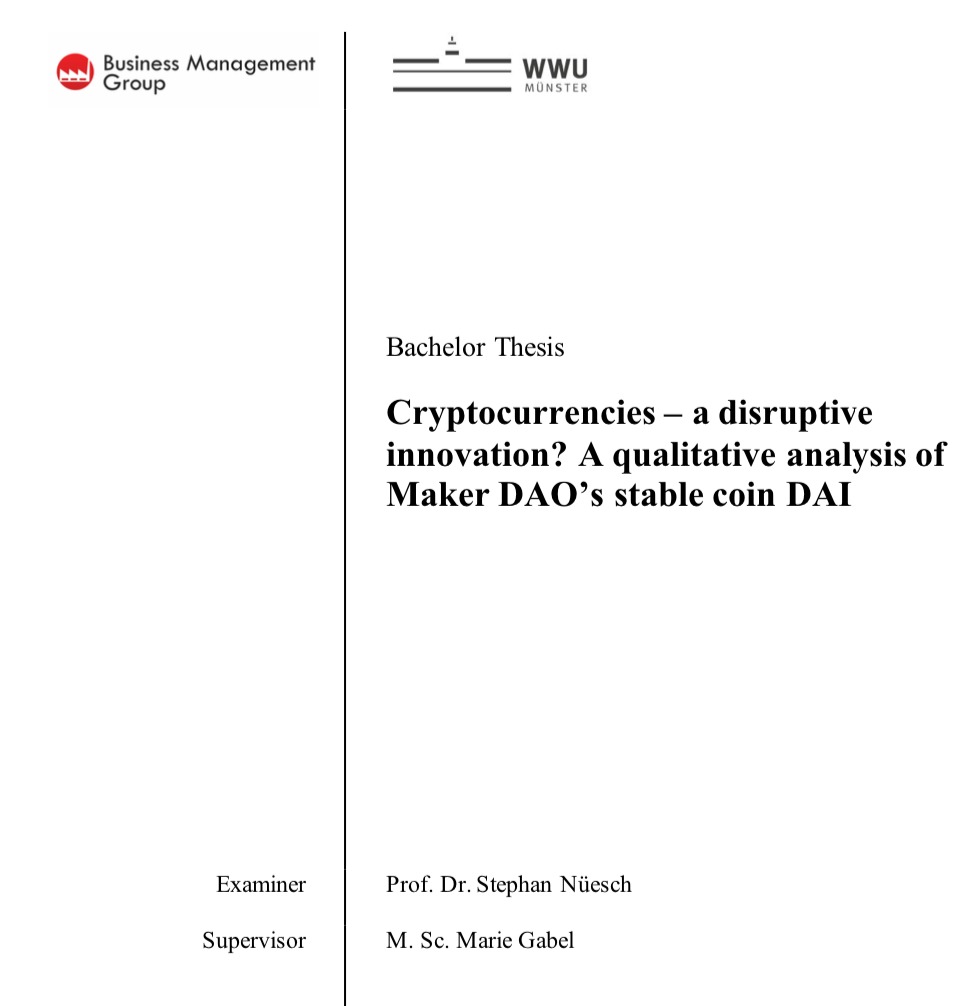 Business Management
Group
WWU
MÜNSTER
Bachelor Thesis
Cryptocurrencies – a disruptive
innovation? A qualitative analysis of
Maker DAO’s stable coin DAI
Examiner
Prof. Dr. Stephan Nüesch
Supervisor
M. Sc. Marie Gabel